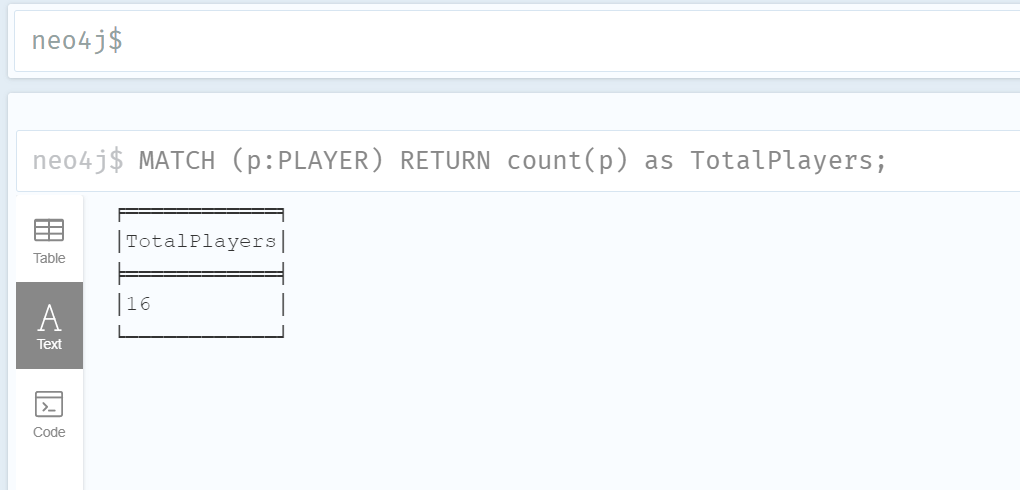 neo4j$
neo4j$ MATCH (p:PLAYER) RETURN count(p) as TotalPlayers;
TotalPlayers
16
Table
A
Text
Code